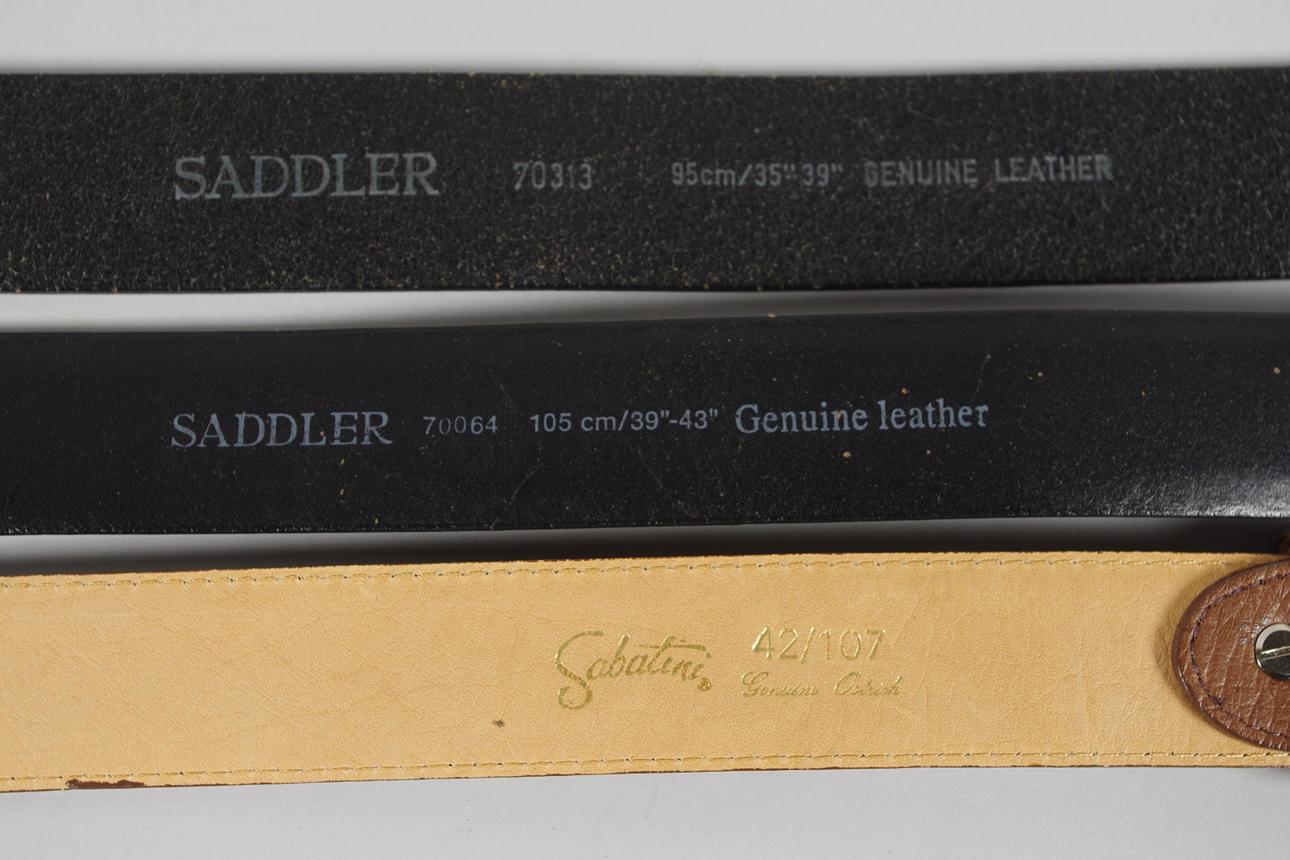 SADDLER 70313 95cm/35"-39" GENUINE LEATHER
SADDLER 70064 105 cm/39"-43" Genuine leather
Sabatini® 42/107
Genuine Ostrich